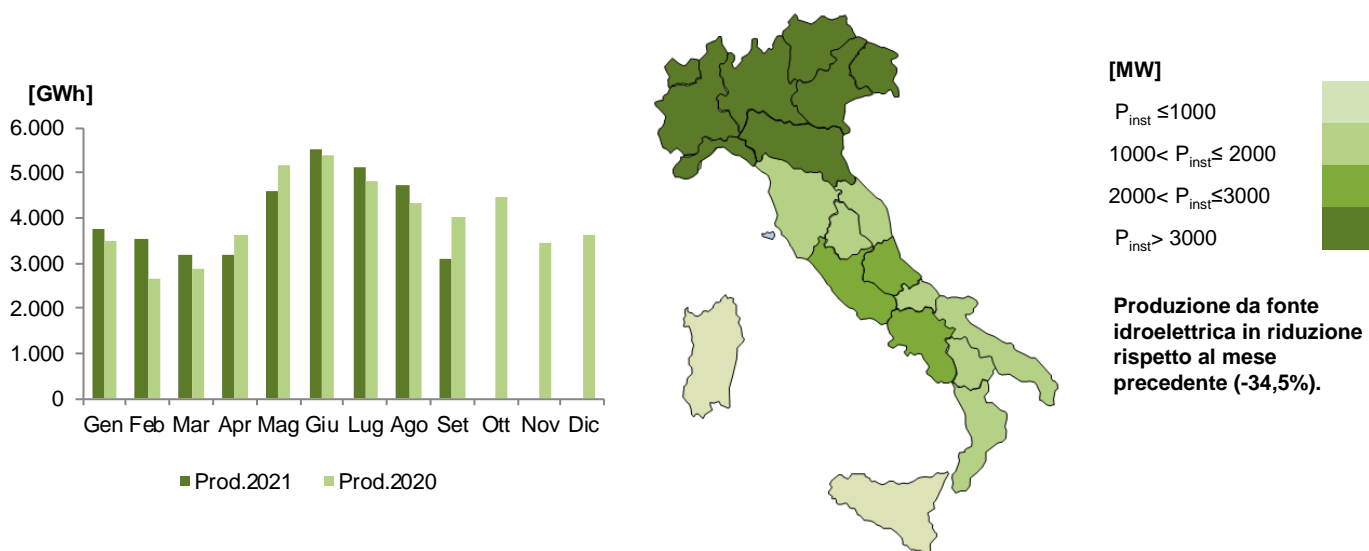 [GWh]
6.000
5.000
4.000
3.000
2.000
1.000
0
Gen Feb Mar Apr Mag Giu Lug Ago Set Ott Nov Dic
Prod.2021 Prod.2020
[MW]
Pinst ≤1000
1000< Pinst≤ 2000
2000< Pinst≤3000
Pinst> 3000
Produzione da fonte
idroelettrica in riduzione
rispetto al mese
precedente (-34,5%).